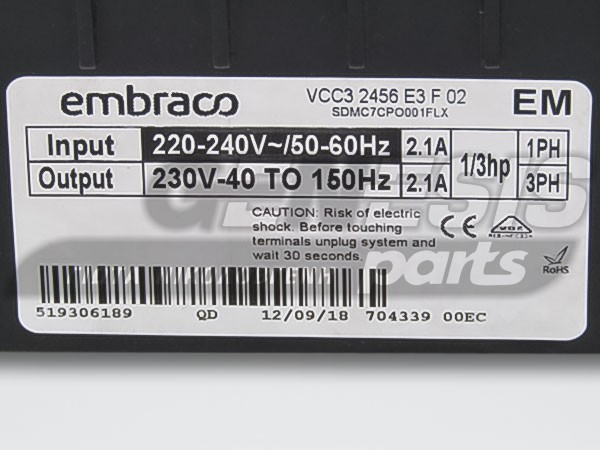 embraco
VCC3 2456 E3 F 02
SDMC7CPO001FLX
EM
Input 220-240V~/50-60Hz 2.1A 1/3hp 1PH
Output 230V-40 TO 150Hz 2.1A 3PH
CAUTION: Risk of electric
shock. Before touching
terminals unplug system and
wait 30 seconds.
CE
RoHS
519306189 QD 12/09/18 704339 00EC
GENESIS
parts